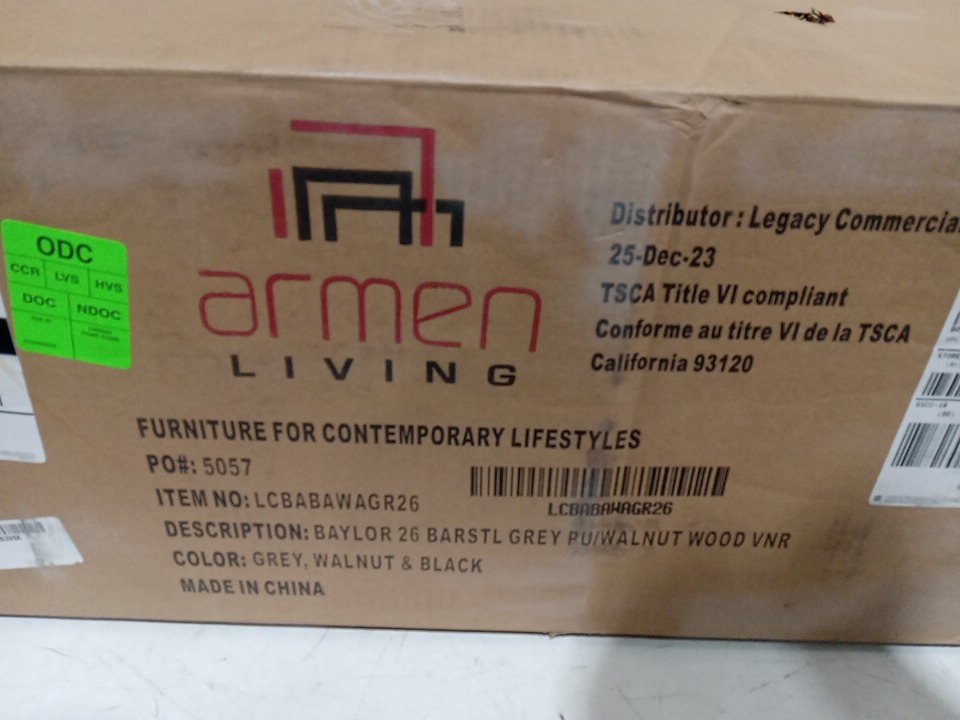 ODC
CCR LVS HVS
DOC NDOC
armen
LIVING
Distributor : Legacy Commercia
25-Dec-23
TSCA Title VI compliant
Conforme au titre VI de la TSCA
California 93120
FURNITURE FOR CONTEMPORARY LIFESTYLES
PO#: 5057
ITEM NO: LCBABAWAGR26
LCBABAWAGR26
DESCRIPTION: BAYLOR 26 BARSTL GREY PU/WALNUT WOOD VNR
COLOR: GREY, WALNUT & BLACK
MADE IN CHINA